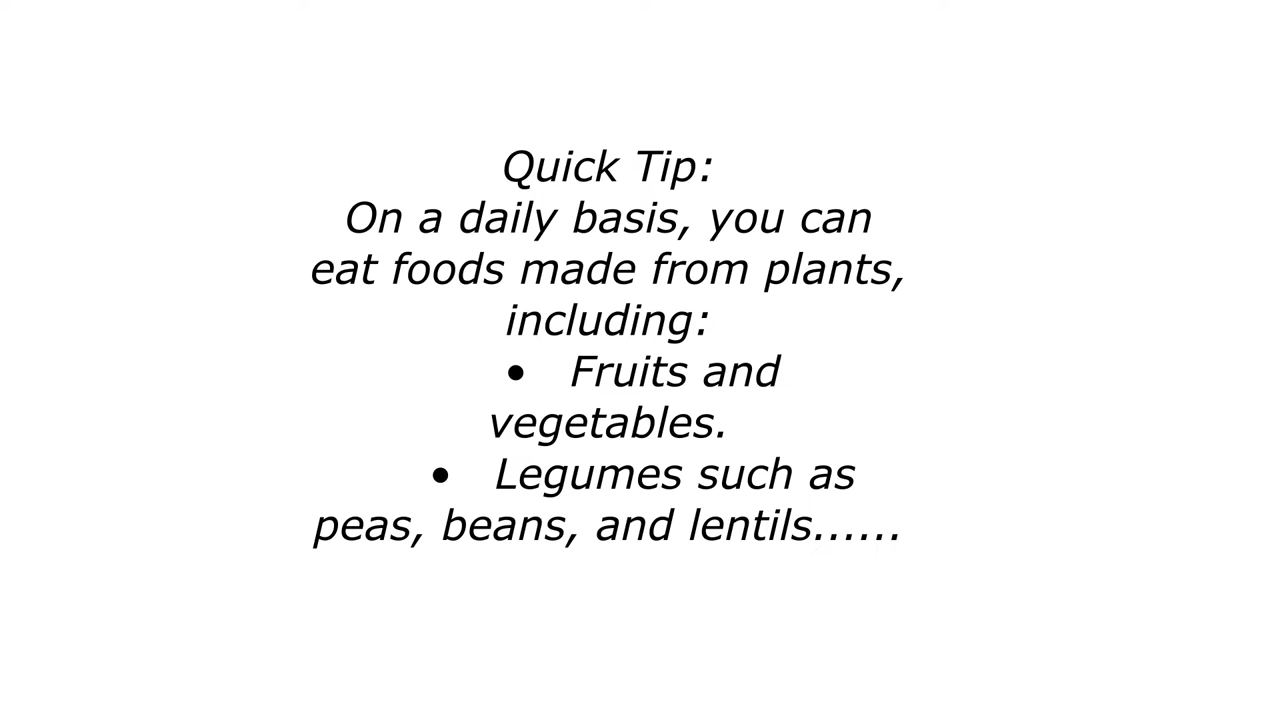 Quick Tip:
On a daily basis, you can
eat foods made from plants,
including:
• Fruits and
vegetables.
• Legumes such as
peas, beans, and lentils......